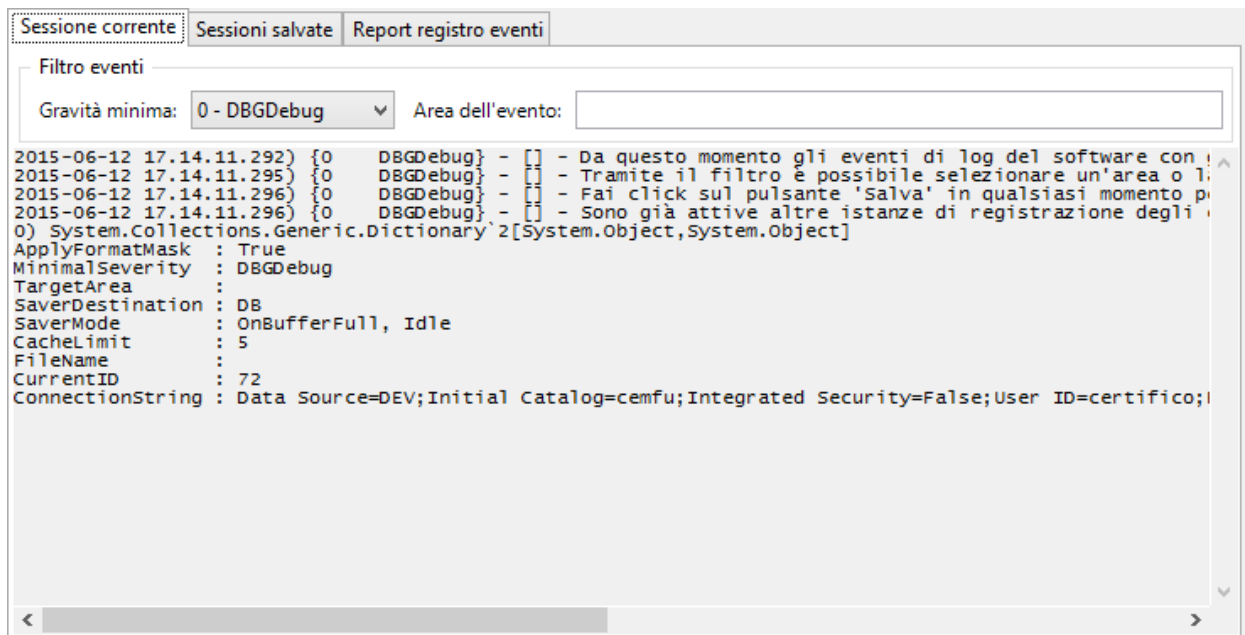 Sessione corrente Sessioni salvate Report registro eventi
Filtro eventi
Gravità minima: 0 - DBGDebug Area dell'evento:
2015-06-12 17.14.11.292) {0 DBGDebug} - [] - Da questo momento gli eventi di log del software con
2015-06-12 17.14.11.295) {0 DBGDebug} - [] - Tramite il filtro è possibile selezionare un'area o
2015-06-12 17.14.11.296) {0 DBGDebug} - [] - Fai click sul pulsante 'Salva' in qualsiasi momento
2015-06-12 17.14.11.296) {0 DBGDebug} - [] - Sono già attive altre istanze di registrazione degli
0) System.Collections.Generic.Dictionary`2[System.Object,System.Object]
ApplyFormatMask : True
MinimalSeverity : DBGDebug
TargetArea :
SaverDestination : DB
SaverMode : OnBufferFull, Idle
CacheLimit : 5
FileName :
CurrentID : 72
ConnectionString : Data Source=DEV;Initial Catalog=cemfu;Integrated Security=False;User ID=certifico;